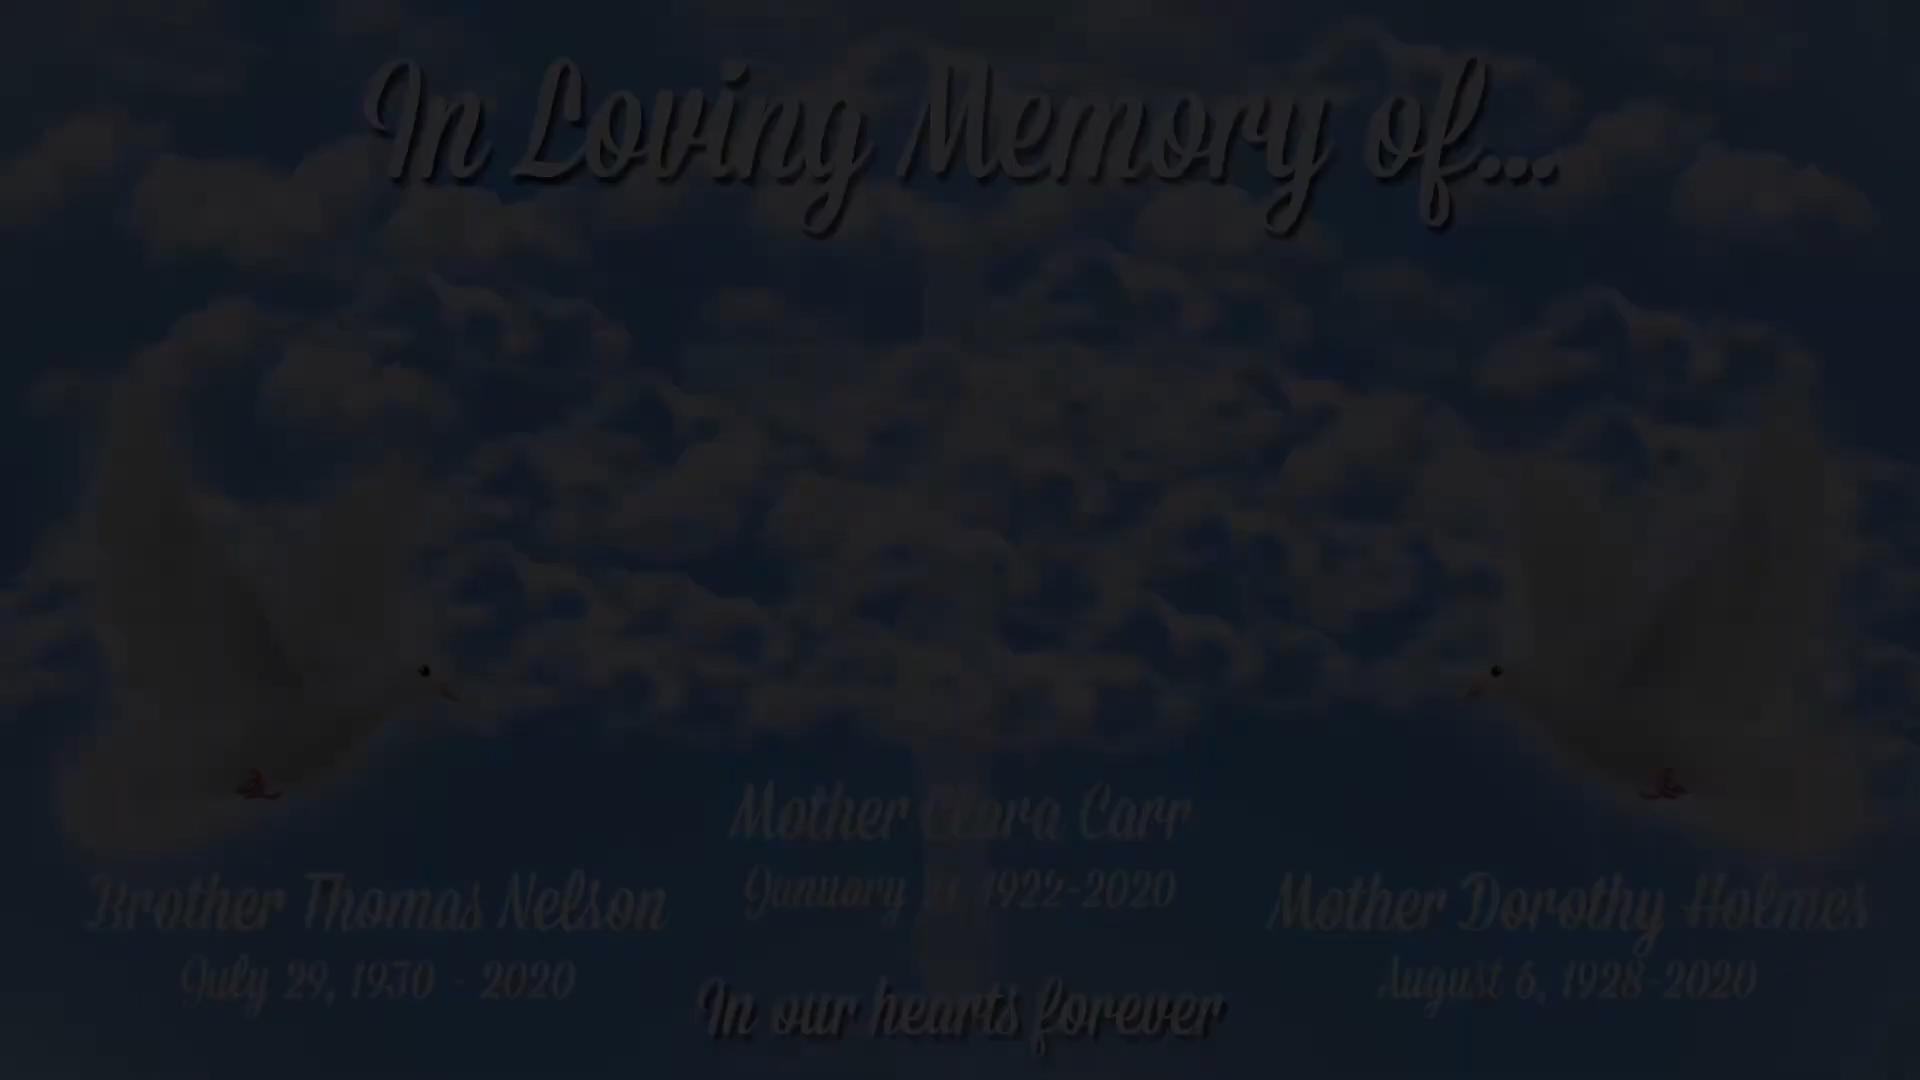 In Loving Memory of...
Mother Clara Carr
January 1922-2020
Brother Thomas Nelson
July 29, 1930 - 2020
Mother Dorothy Holmes
August 6, 1928-2020
In our hearts forever